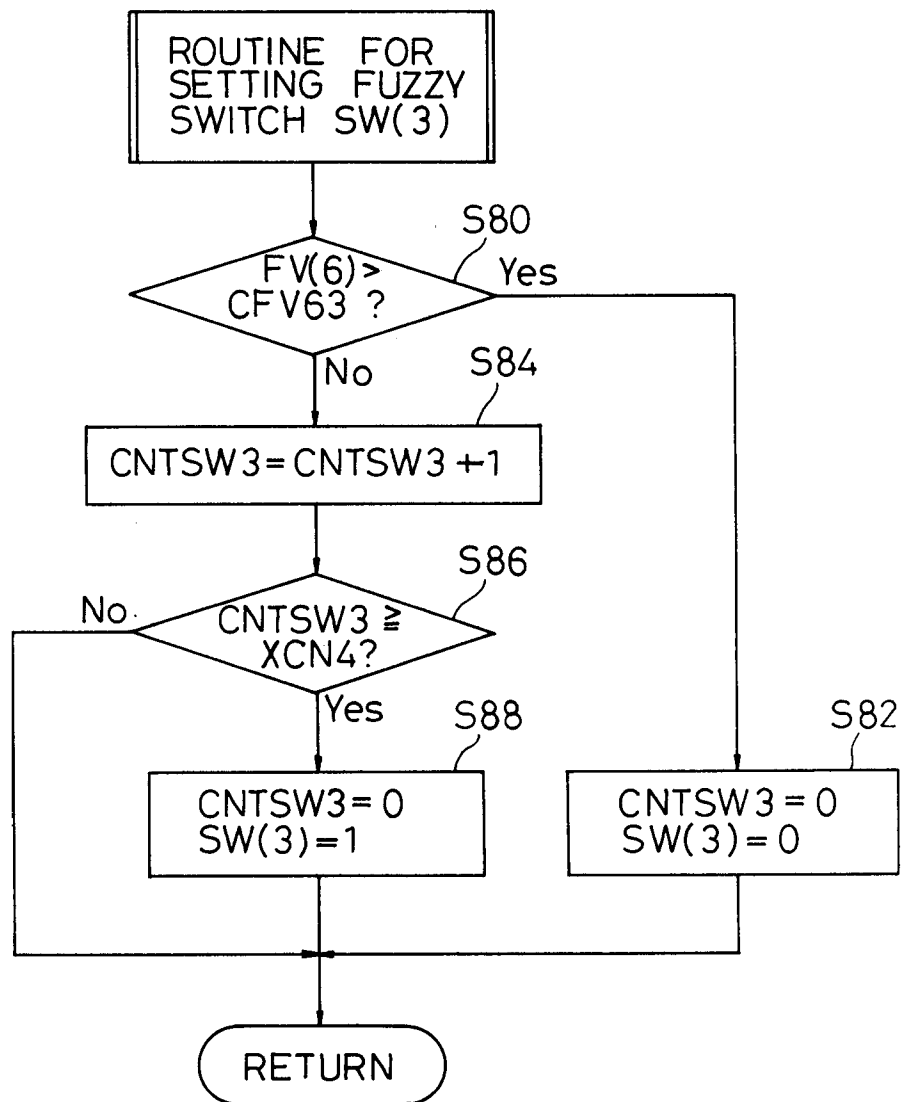 ROUTINE FOR
SETTING FUZZY
SWITCH SW(3)
S80
FV(6)>
CFV63 ?
Yes
No
S84
CNTSW3=CNTSW3+1
S86
No
CNTSW3≧
XCN4?
Yes
S88
CNTSW3=0
SW(3)=1
S82
CNTSW3=0
SW(3)=0
RETURN